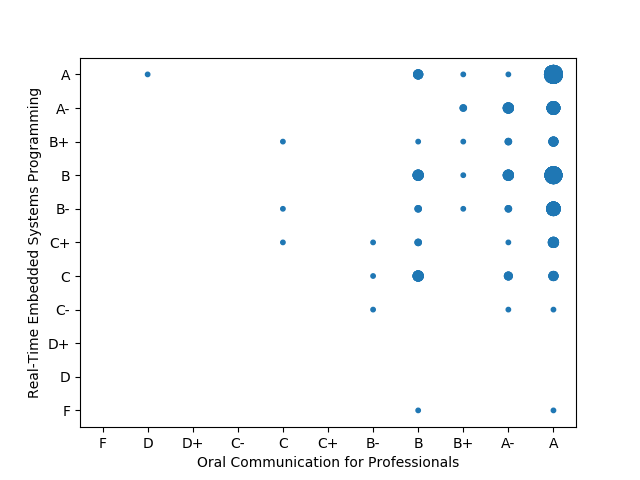 Real-Time Embedded Systems Programming
A
A-
B+
B
B-
C+
C
C-
D+
D
F
F D D+ C- C C+ B- B B+ A- A
Oral Communication for Professionals